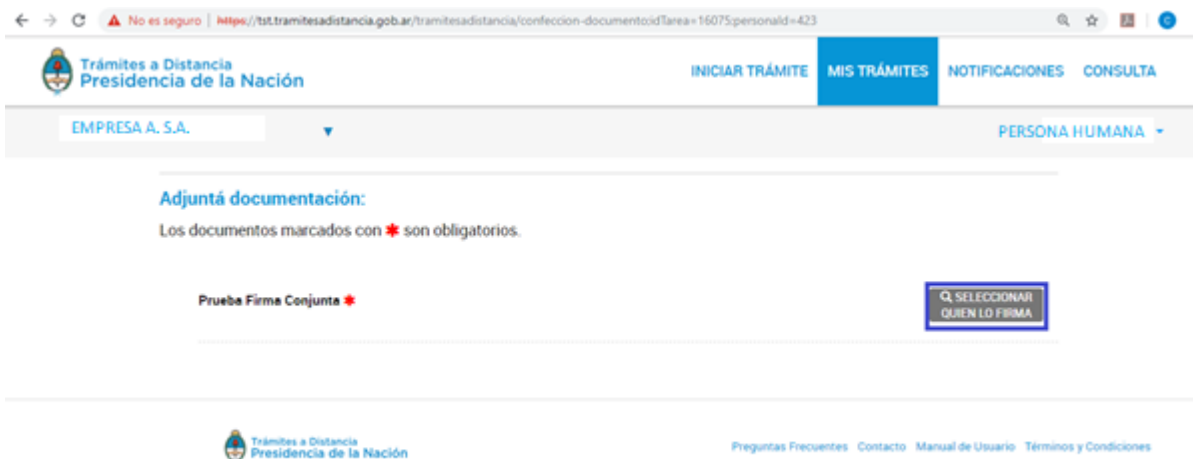 No es seguro | https://tst.tramitesadistancia.gob.ar/tramitesadistancia/confeccion-documento;idTarea=16075;personaId=423
Trámites a Distancia
Presidencia de la Nación
INICIAR TRÁMITE MIS TRÁMITES NOTIFICACIONES CONSULTA
EMPRESA A. S.A. ▼
PERSONA HUMANA
Adjuntá documentación:
Los documentos marcados con * son obligatorios.
Prueba Firma Conjunta *
SELECCIONAR
QUIEN LO FIRMA
Trámites a Distancia
Presidencia de la Nación
Preguntas Frecuentes Contacto Manual de Usuario Términos y Condiciones